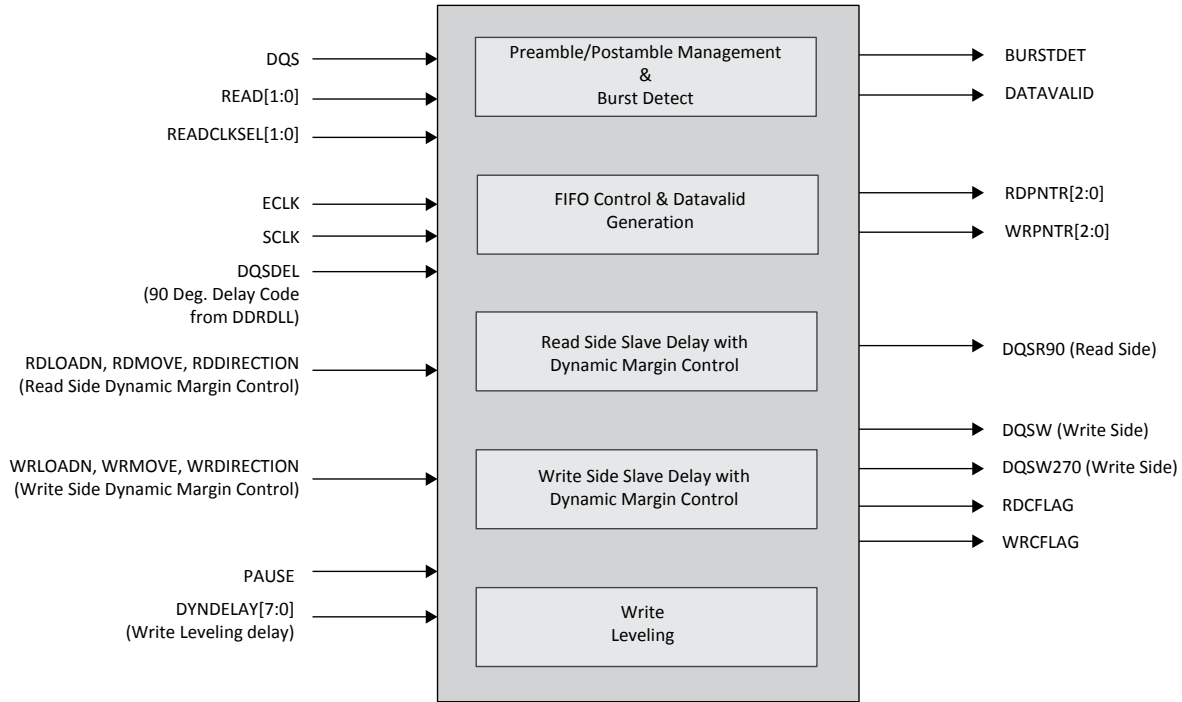 DQS
READ[1:0]
READCLKSEL[1:0]
ECLK
SCLK
DQSDEL
(90 Deg. Delay Code
from DDRDLL)
RDLOADN, RDMOVE, RDDIRECTION
(Read Side Dynamic Margin Control)
WRLOADN, WRMOVE, WRDIRECTION
(Write Side Dynamic Margin Control)
PAUSE
DYNDELAY[7:0]
(Write Leveling delay)
Preamble/Postamble Management
&
Burst Detect
FIFO Control & Datavalid
Generation
Read Side Slave Delay with
Dynamic Margin Control
Write Side Slave Delay with
Dynamic Margin Control
Write
Leveling
BURSTDET
DATAVALID
RDPNTR[2:0]
WRPNTR[2:0]
DQSR90 (Read Side)
DQSW (Write Side)
DQSW270 (Write Side)
RDCFLAG
WRCFLAG